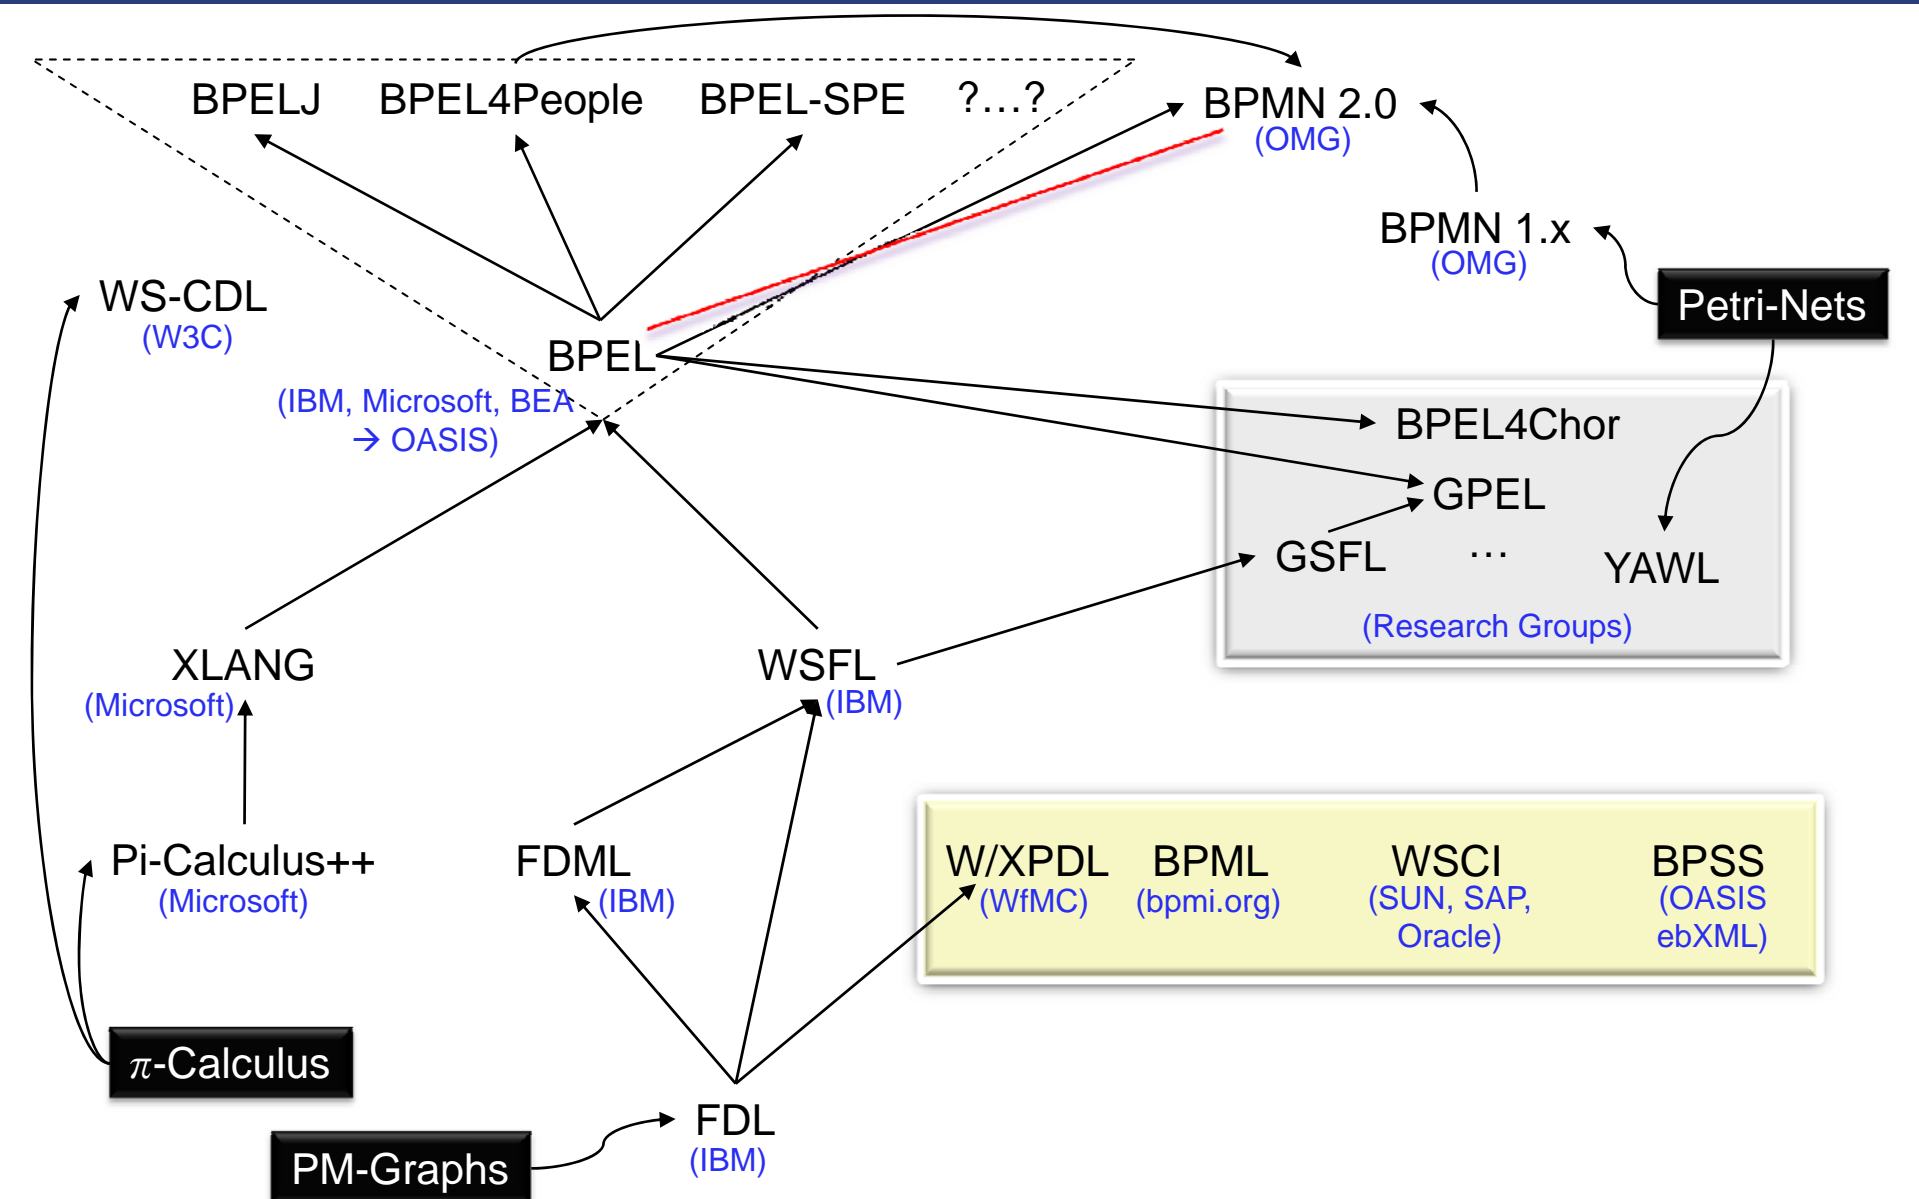 BPELJ BPEL4People BPEL-SPE ?…?
BPMN 2.0
(OMG)
BPMN 1.x
(OMG)
Petri-Nets
WS-CDL
(W3C)
BPEL
(IBM, Microsoft, BEA
→ OASIS)
BPEL4Chor
GPEL
GSFL … YAWL
(Research Groups)
XLANG
(Microsoft)
WSFL
(IBM)
Pi-Calculus++
(Microsoft)
FDML
(IBM)
W/XPDL BPML WSCI BPSS
(WfMC) (bpmi.org) (SUN, SAP, (OASIS
Oracle) ebXML)
π-Calculus
FDL
(IBM)
PM-Graphs